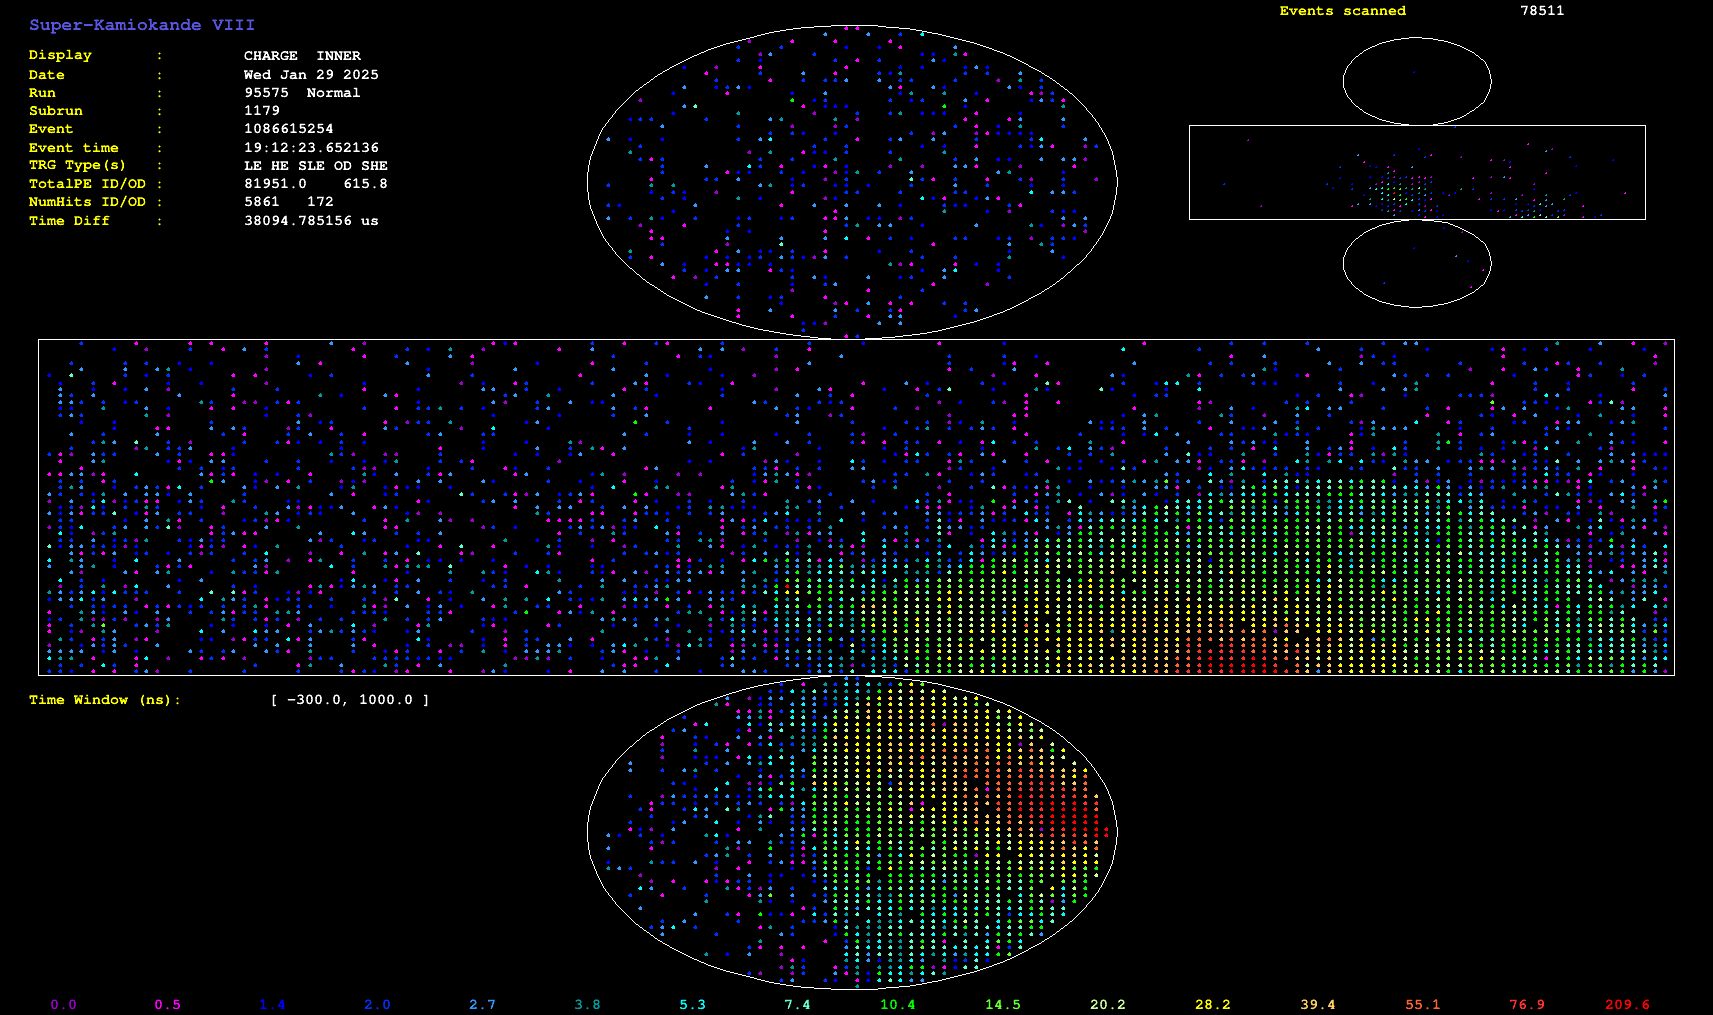 Super-Kamiokande VIII
Events scanned 78511
Display : CHARGE INNER
Date : Wed Jan 29 2025
Run : 95575 Normal
Subrun : 1179
Event : 1086615254
Event time : 19:12:23.652136
TRG Type(s) : LE HE SLE OD SHE
TotalPE ID/OD : 81951.0 615.8
NumHits ID/OD : 5861 172
Time Diff : 38094.785156 us
Time Window (ns): [ -300.0, 1000.0 ]
0.0 0.5 1.4 2.0 2.7 3.8 5.3 7.4 10.4 14.5 20.2 28.2 39.4 55.1 76.9 209.6